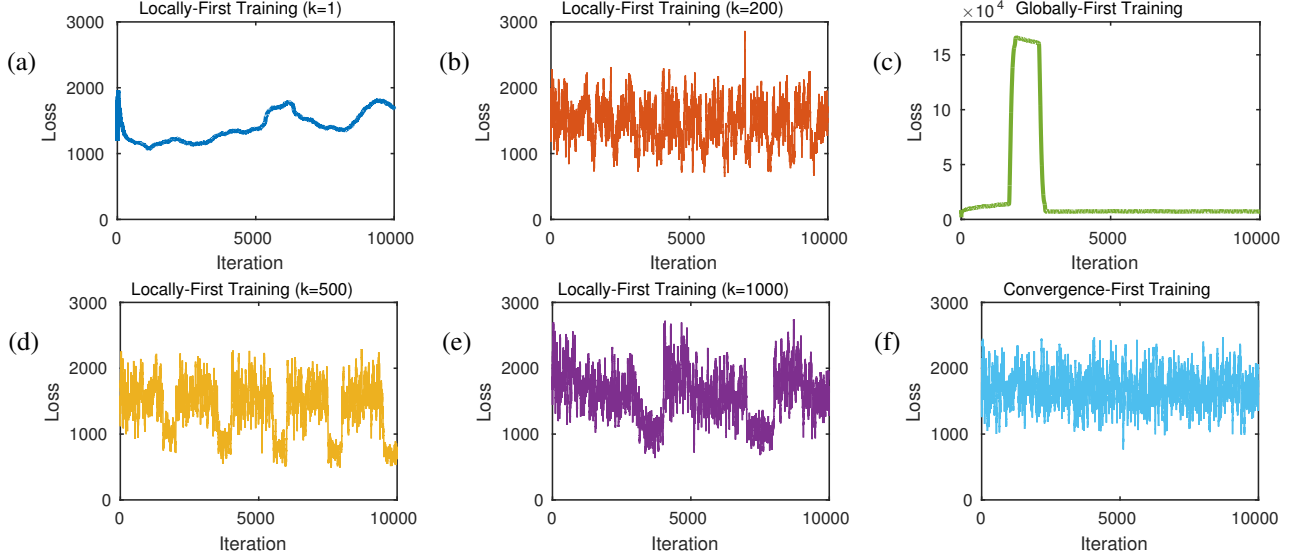 (a)
Locally-First Training (k=1)
3000
2000
1000
0
Loss
0 5000 10000
Iteration
(b)
Locally-First Training (k=200)
3000
2000
1000
0
Loss
0 5000 10000
Iteration
(c)
×10⁴
Globally-First Training
15
10
5
0
Loss
0 5000 10000
Iteration
(d)
Locally-First Training (k=500)
3000
2000
1000
0
Loss
0 5000 10000
Iteration
(e)
Locally-First Training (k=1000)
3000
2000
1000
0
Loss
0 5000 10000
Iteration
(f)
Convergence-First Training
3000
2000
1000
0
Loss
0 5000 10000
Iteration